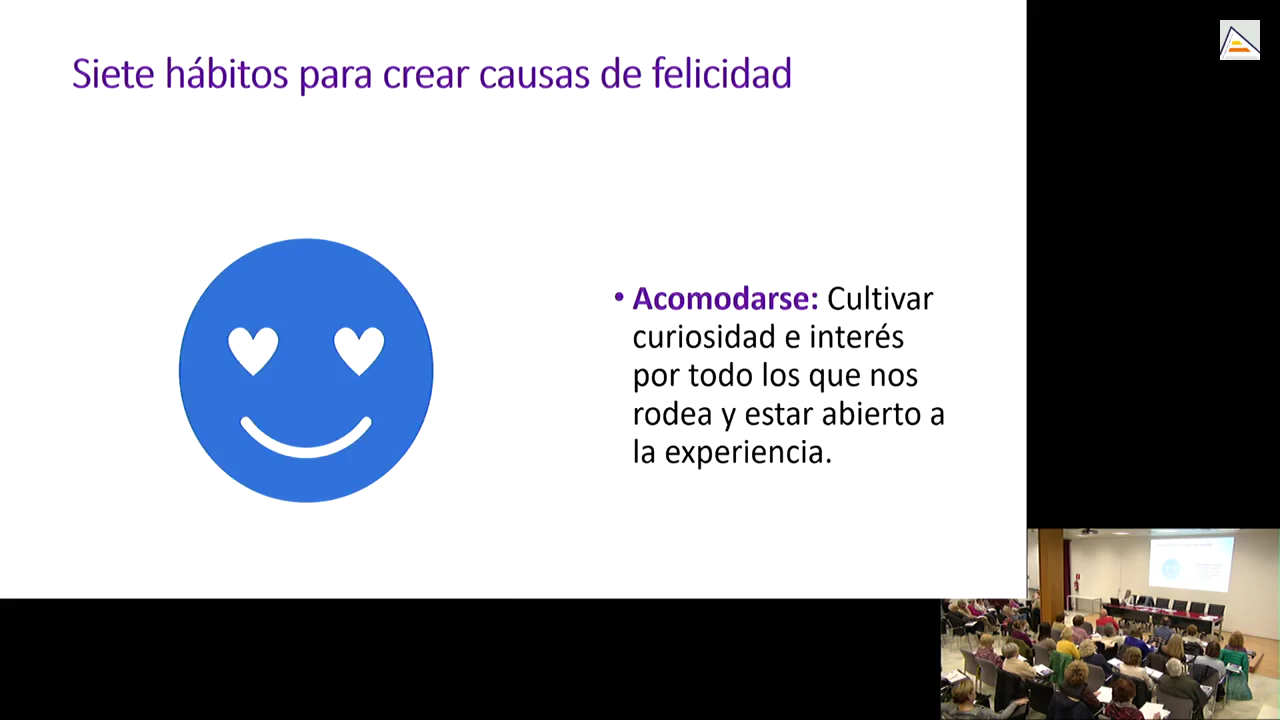 Siete hábitos para crear causas de felicidad
• Acomodarse: Cultivar
curiosidad e interés
por todo los que nos
rodea y estar abierto a
la experiencia.